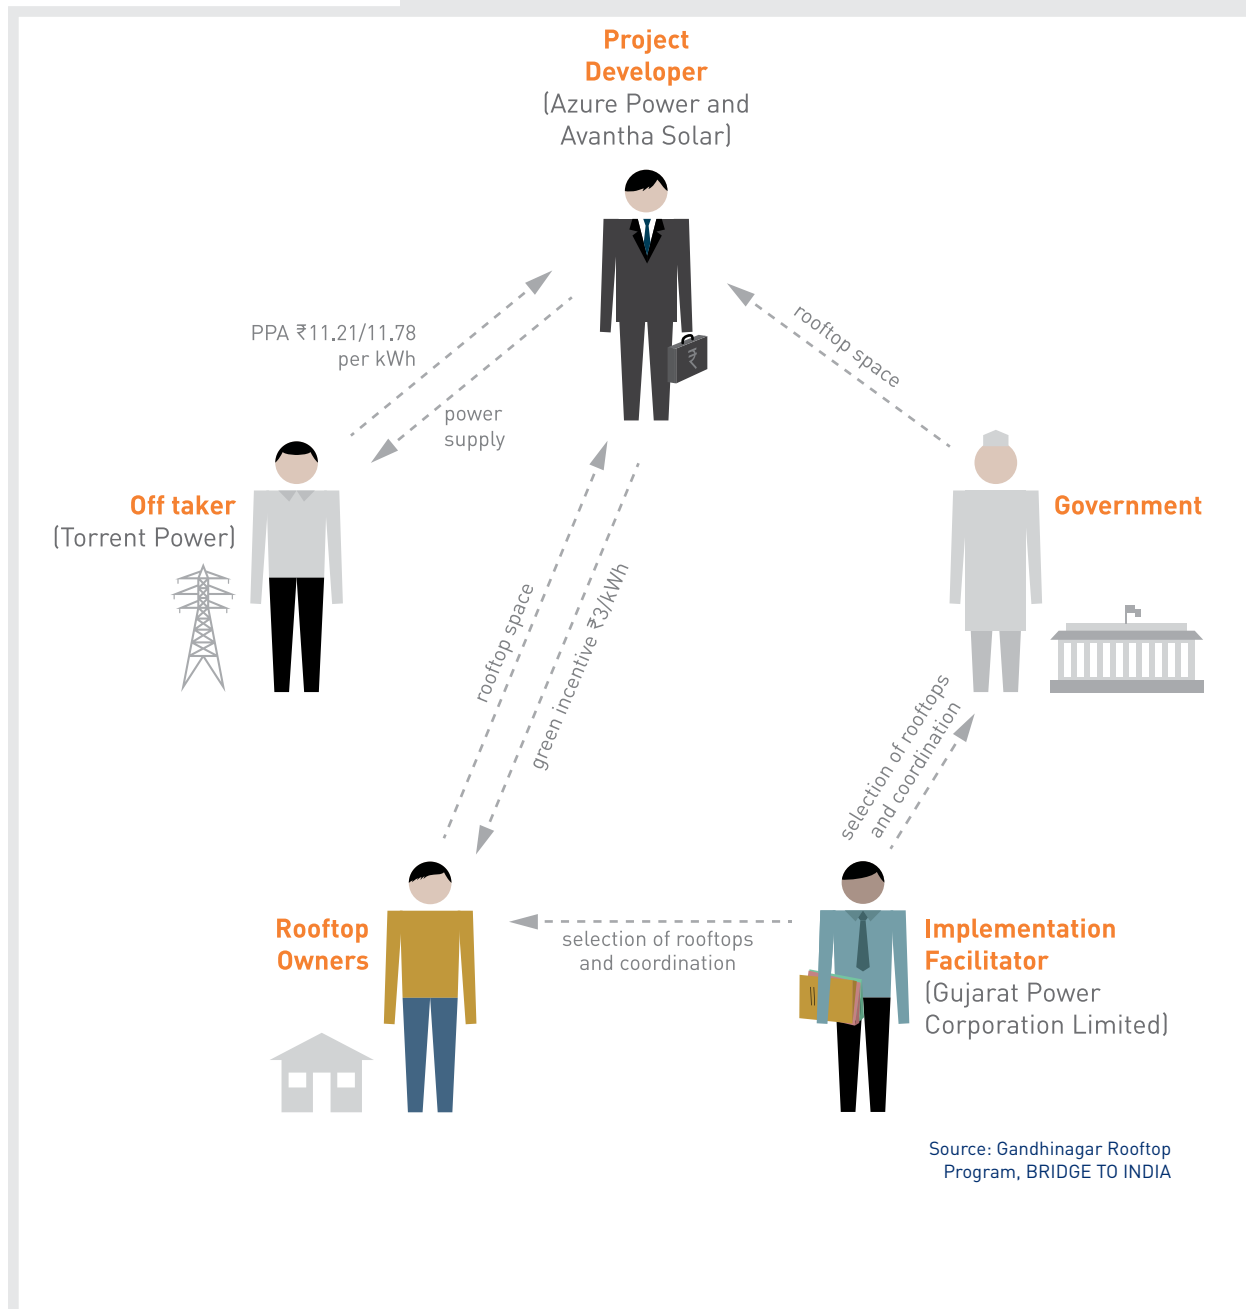 Project
Developer
(Azure Power and
Avantha Solar)
PPA ₹11.21/11.78
per kWh
rooftop space
power
supply
₹
Off taker
(Torrent Power)
Government
rooftop space
green incentive ₹3/kWh
selection of rooftops
and coordination
Rooftop
Owners
selection of rooftops
and coordination
Implementation
Facilitator
(Gujarat Power
Corporation Limited)
Source: Gandhinagar Rooftop
Program, BRIDGE TO INDIA